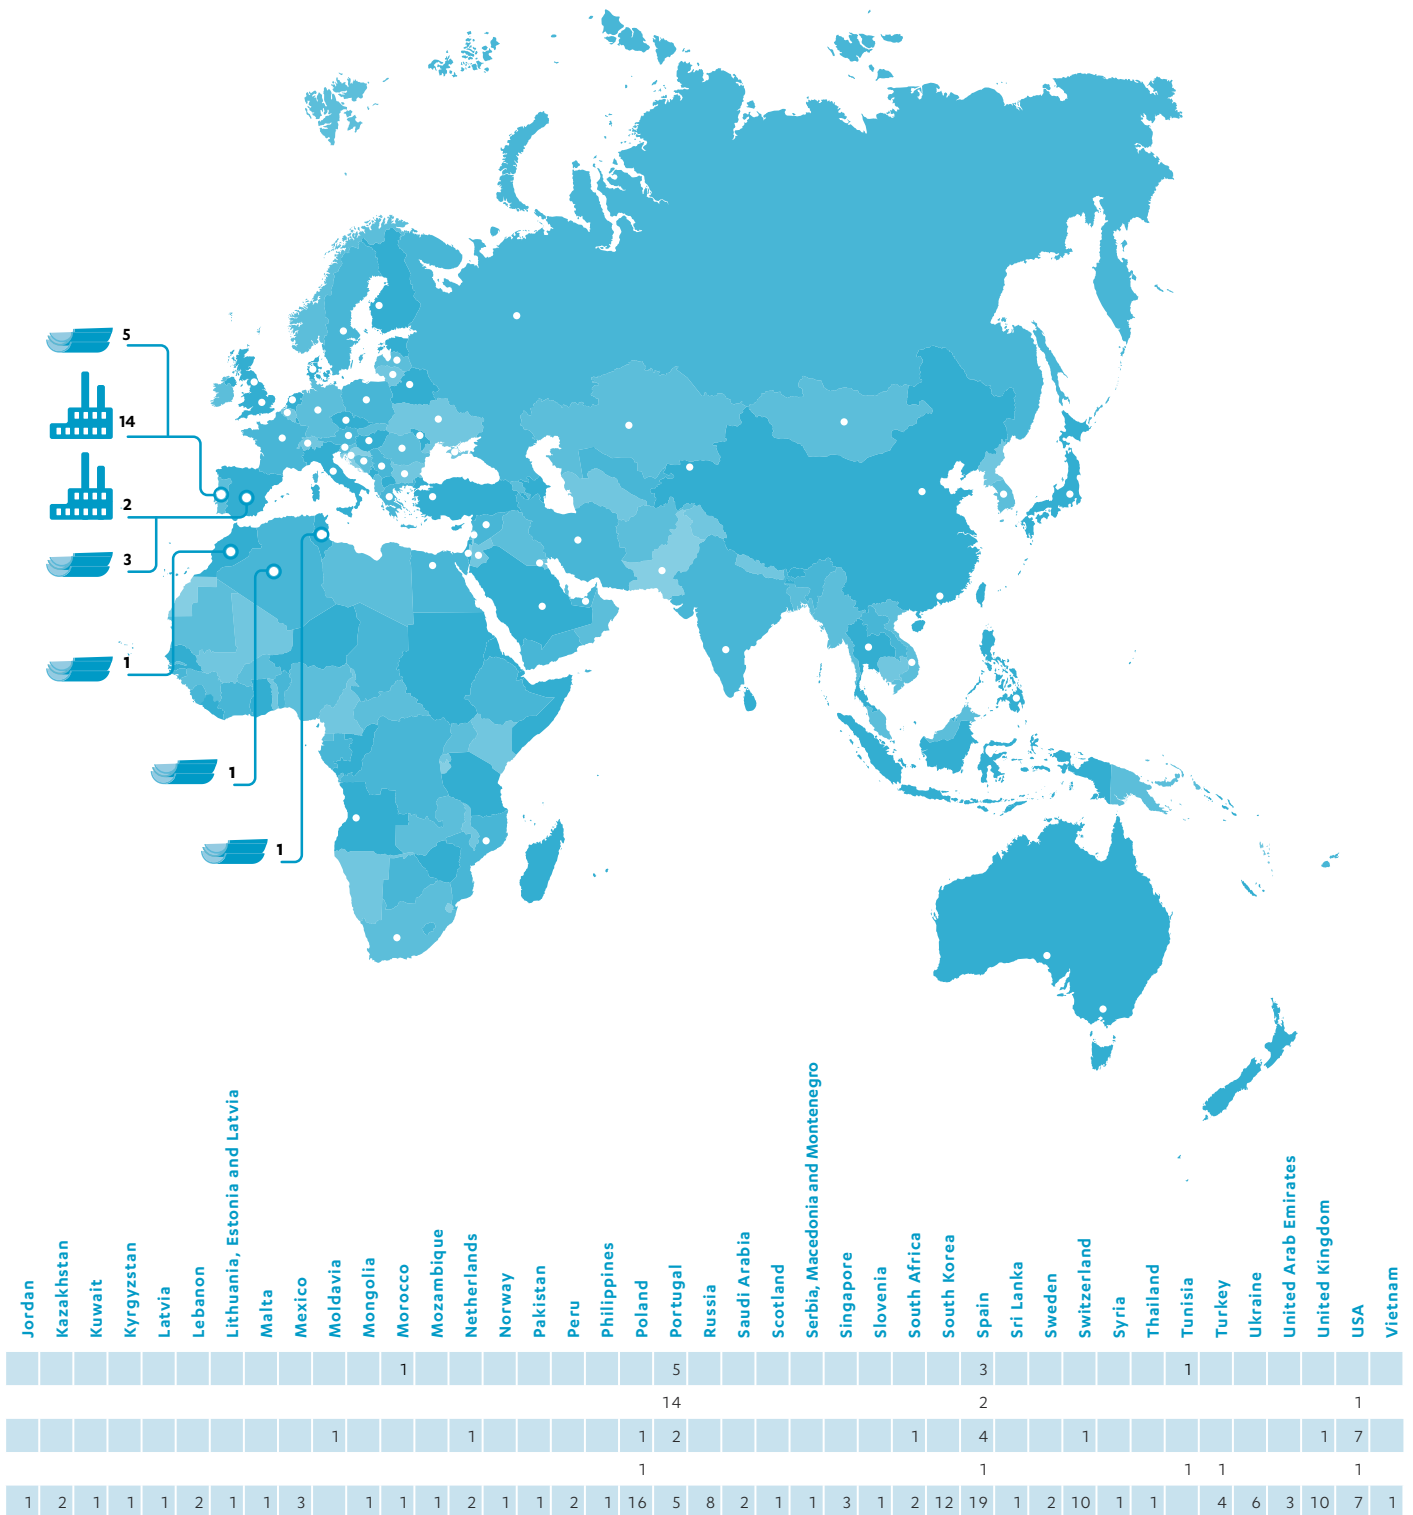 5
14
2
3
1
1
1
Jordan
Kazakhstan
Kuwait
Kyrgyzstan
Latvia
Lebanon
Lithuania, Estonia and Latvia
Malta
Mexico
Moldavia
Mongolia
Morocco
Mozambique
Netherlands
Norway
Pakistan
Peru
Philippines
Poland
Portugal
Russia
Saudi Arabia
Scotland
Serbia, Macedonia and Montenegro
Singapore
Slovenia
South Africa
South Korea
Spain
Sri Lanka
Sweden
Switzerland
Syria
Thailand
Tunisia
Turkey
Ukraine
United Arab Emirates
United Kingdom
USA
Vietnam
1 5 3 1
14 2 1
1 1 1 2 1 4 1 1 7
1 1 1 1 1
1 2 1 1 1 2 1 1 3 1 1 1 2 1 1 2 1 16 5 8 2 1 1 3 1 2 12 19 1 2 10 1 1 4 6 3 10 7 1